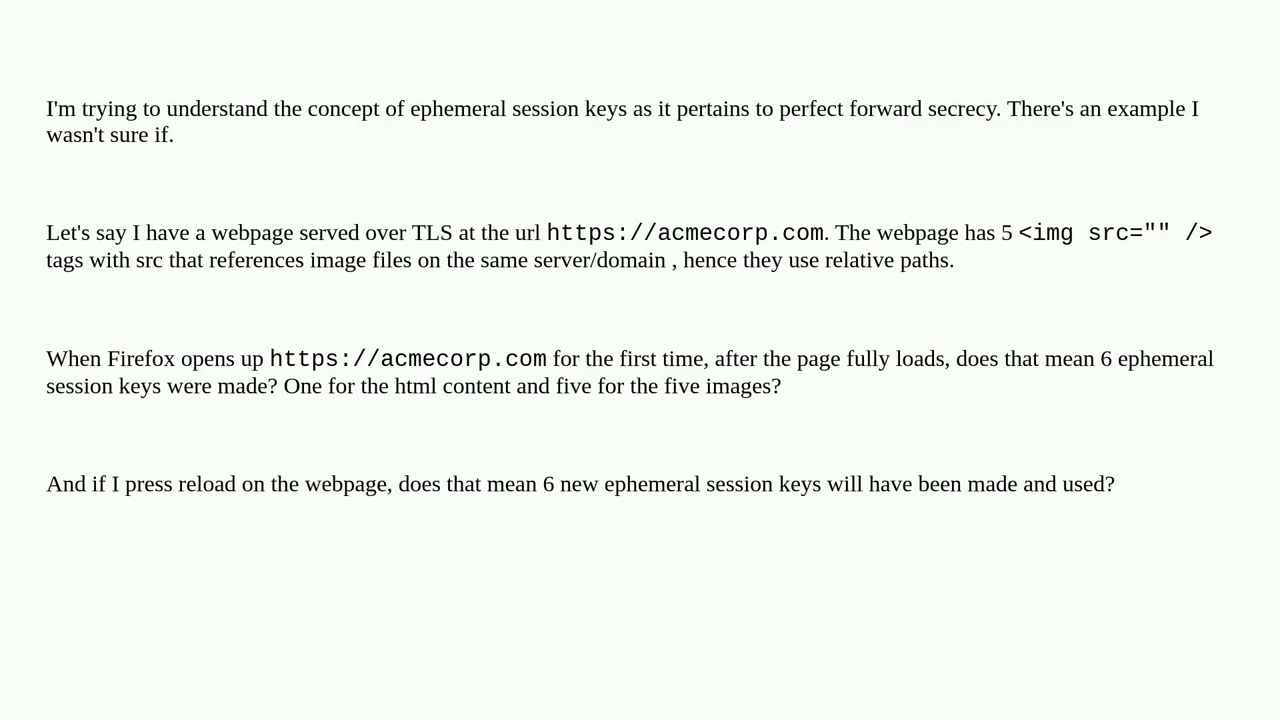 I'm trying to understand the concept of ephemeral session keys as it pertains to perfect forward secrecy. There's an example I
wasn't sure if.
Let's say I have a webpage served over TLS at the url https://acmecorp.com. The webpage has 5 <img src="" />
tags with src that references image files on the same server/domain , hence they use relative paths.
When Firefox opens up https://acmecorp.com for the first time, after the page fully loads, does that mean 6 ephemeral
session keys were made? One for the html content and five for the five images?
And if I press reload on the webpage, does that mean 6 new ephemeral session keys will have been made and used?